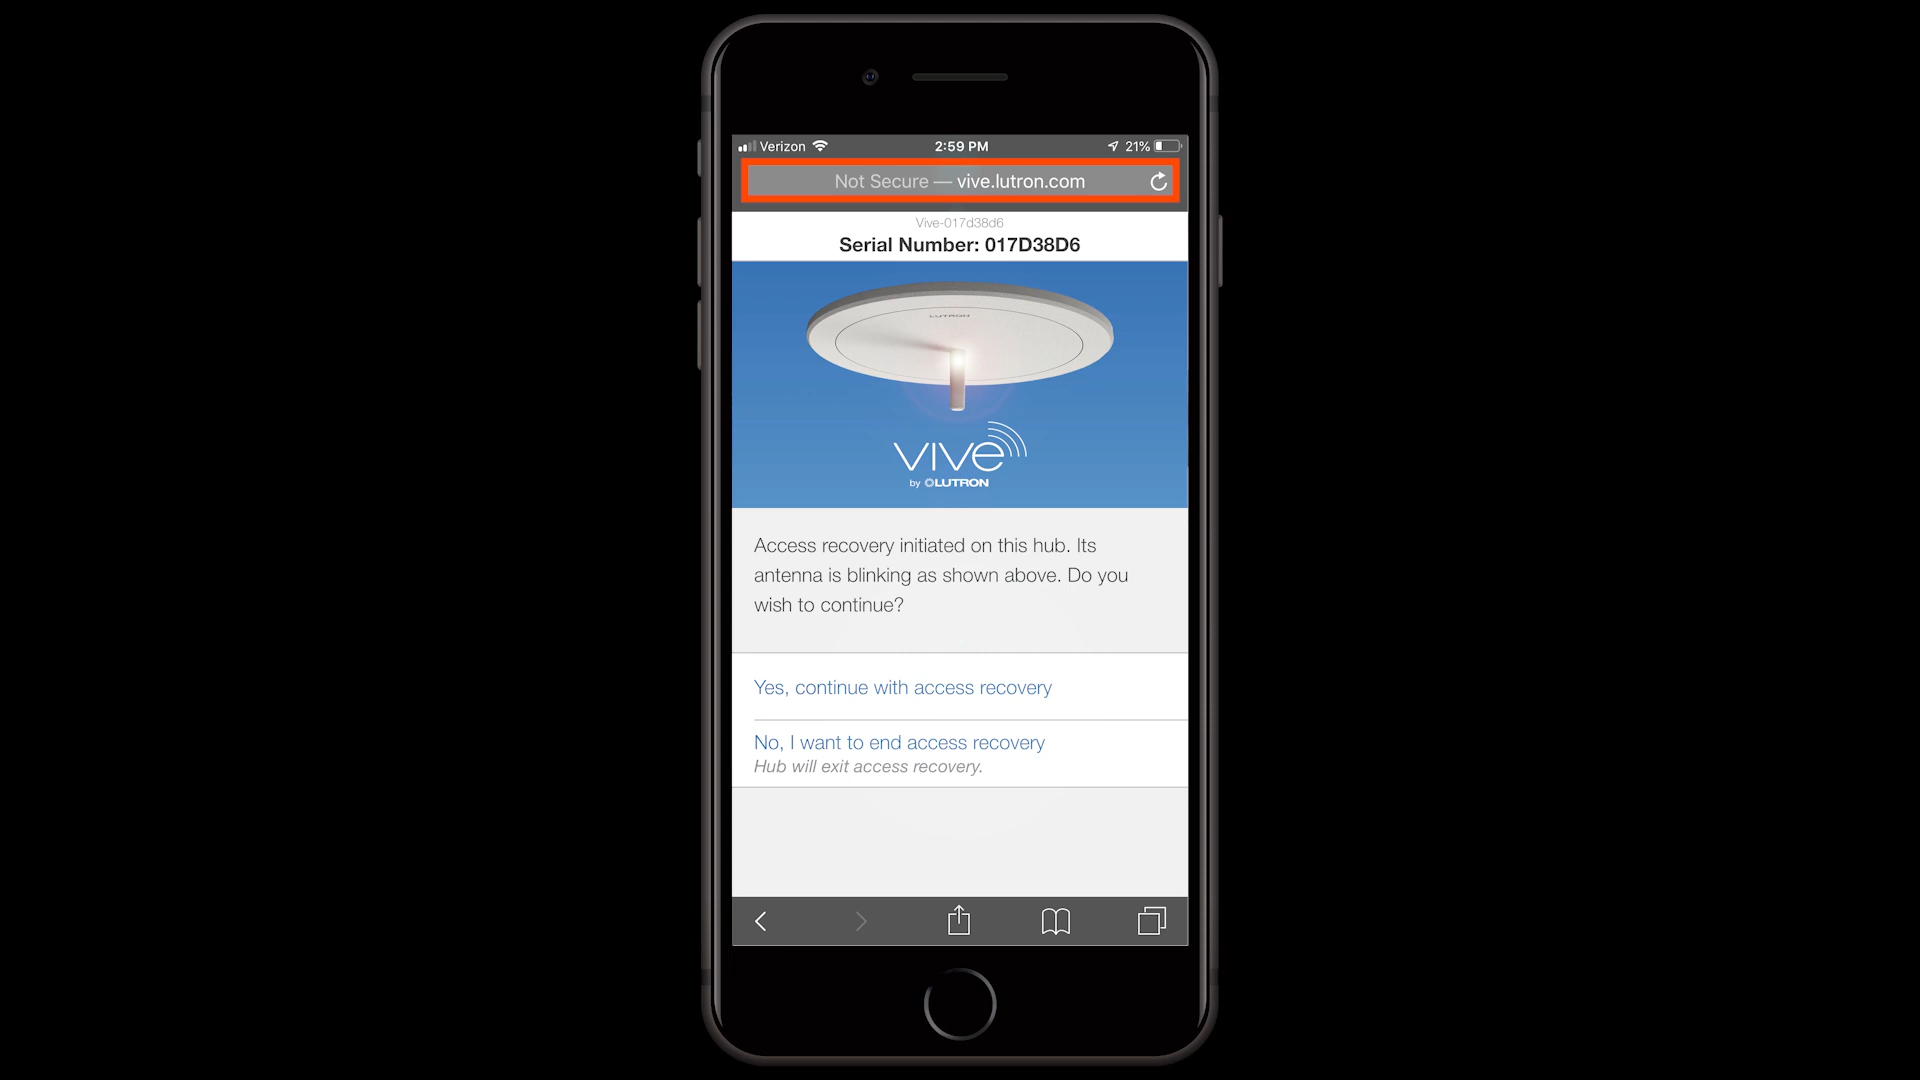 Verizon 2:59 PM 21%
Not Secure — vive.lutron.com
Vive-017d38d6
Serial Number: 017D38D6
LUTRON
vive
by LUTRON
Access recovery initiated on this hub. Its
antenna is blinking as shown above. Do you
wish to continue?
Yes, continue with access recovery
No, I want to end access recovery
Hub will exit access recovery.